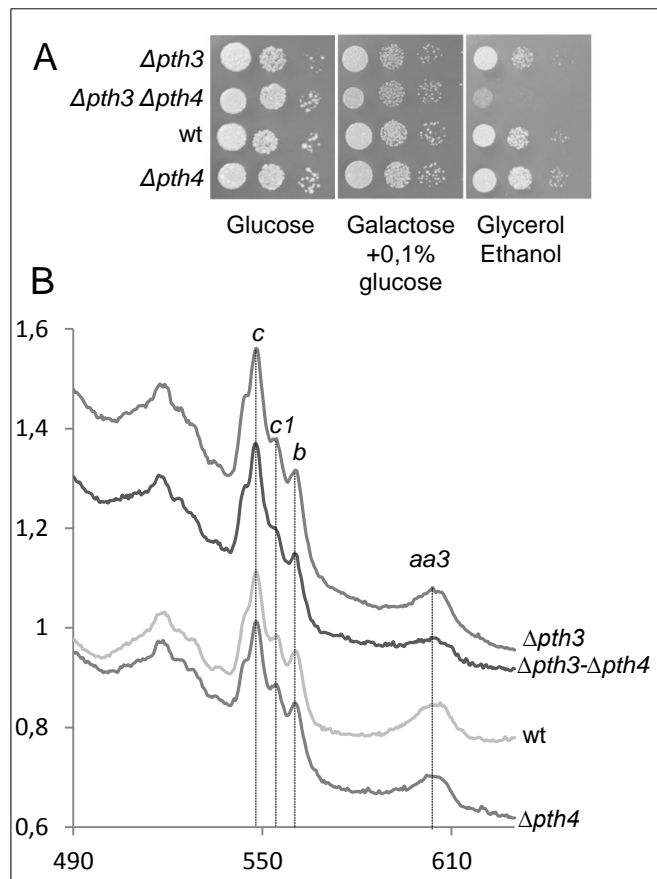 A
Δpth3
Δpth3 Δpth4
wt
Δpth4
Glucose
Galactose
+0,1%
glucose
Glycerol
Ethanol
B
1,6
1,4
1,2
1
0,8
0,6
c
c1
b
aa3
Δpth3
Δpth3-Δpth4
wt
Δpth4
490
550
610